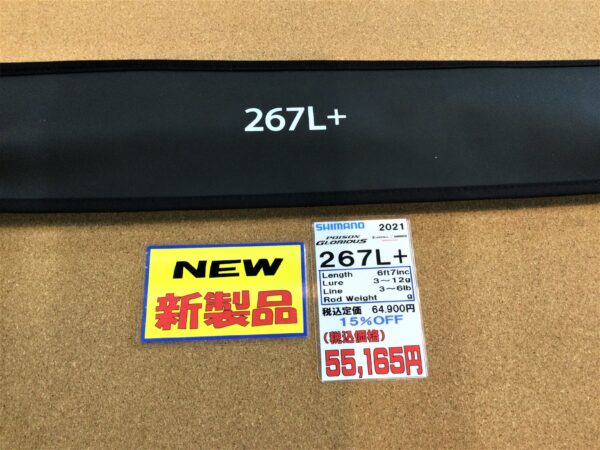 267L+
NEW
新製品
SHIMANO 2021
POISON
GLORIOUS
267L+
Length 6ft7inc
Lure 3〜12g
Line 3〜6lb
Rod Weight g
税込定価 64,900円
15%OFF
(税込価格)
55,165円